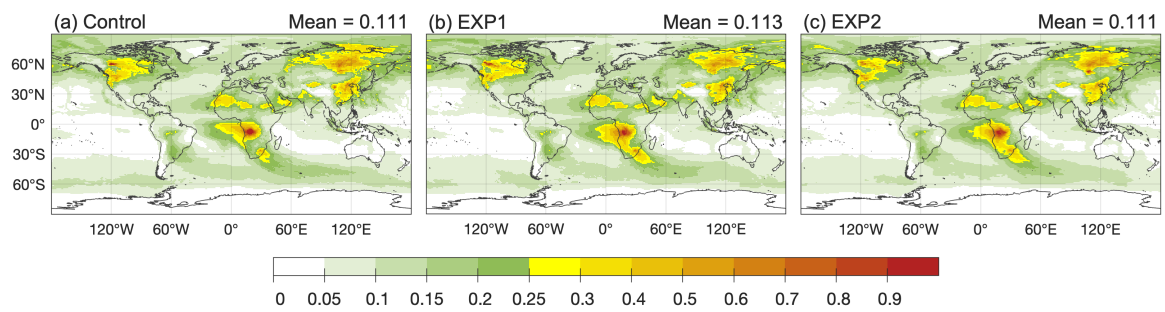 (a) Control Mean = 0.111 (b) EXP1 Mean = 0.113 (c) EXP2 Mean = 0.111
60°N
30°N
0°
30°S
60°S
120°W 60°W 0° 60°E 120°E 120°W 60°W 0° 60°E 120°E 120°W 60°W 0° 60°E 120°E
0 0.05 0.1 0.15 0.2 0.25 0.3 0.4 0.5 0.6 0.7 0.8 0.9